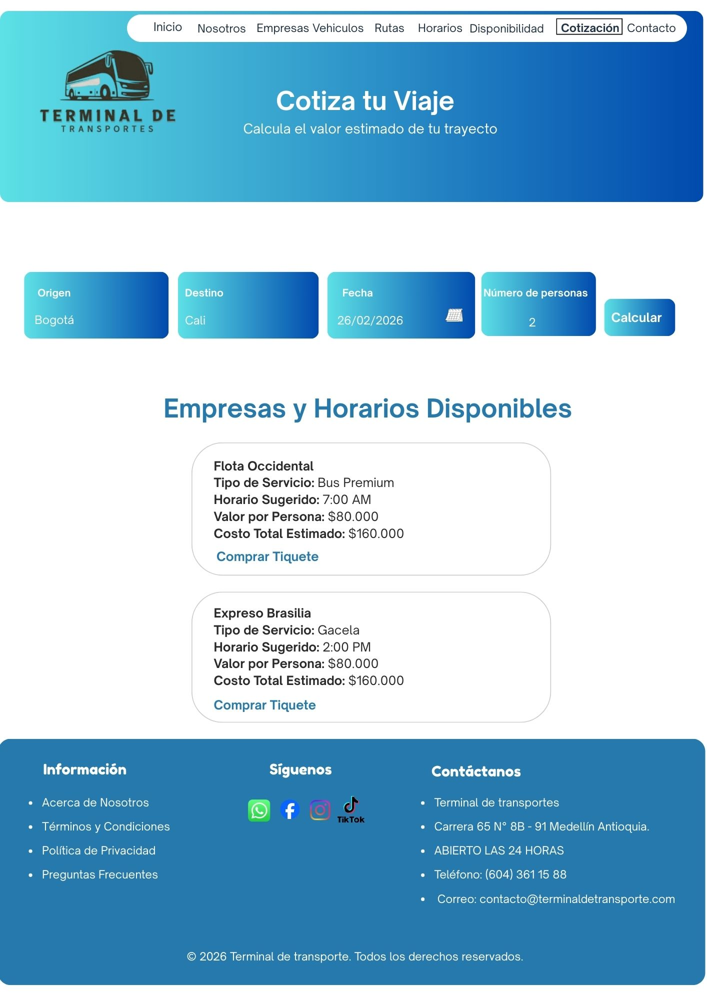 Inicio Nosotros Empresas Vehiculos Rutas Horarios Disponibilidad Cotización Contacto
TERMINAL DE
TRANSPORTES
Cotiza tu Viaje
Calcula el valor estimado de tu trayecto
Origen
Bogotá
Destino
Cali
Fecha
26/02/2026
Número de personas
2
Calcular
Empresas y Horarios Disponibles
Flota Occidental
Tipo de Servicio: Bus Premium
Horario Sugerido: 7:00 AM
Valor por Persona: $80.000
Costo Total Estimado: $160.000
Comprar Tiquete
Expreso Brasilia
Tipo de Servicio: Gacela
Horario Sugerido: 2:00 PM
Valor por Persona: $80.000
Costo Total Estimado: $160.000
Comprar Tiquete
Información
• Acerca de Nosotros
• Términos y Condiciones
• Política de Privacidad
• Preguntas Frecuentes
Síguenos
TikTok
Contáctanos
• Terminal de transportes
• Carrera 65 N° 8B - 91 Medellín Antioquia.
• ABIERTO LAS 24 HORAS
• Teléfono: (604) 361 15 88
• Correo: contacto@terminaldetransporte.com
© 2026 Terminal de transporte. Todos los derechos reservados.